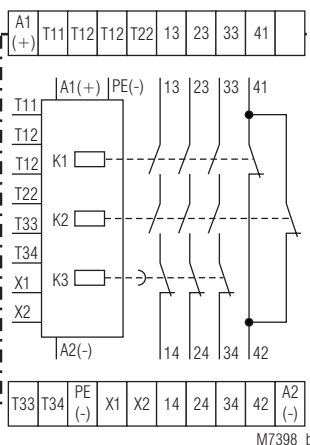 A1 (+) T11 T12 T12 T22 13 23 33 41
A1(+) PE(-) 13 23 33 41
T11
T12
T12
K1
T22
K2
T33
T34
K3
X1
X2
A2(-) 14 24 34 42
T33 T34 PE (-) X1 X2 14 24 34 42 A2 (-)
M7398_b